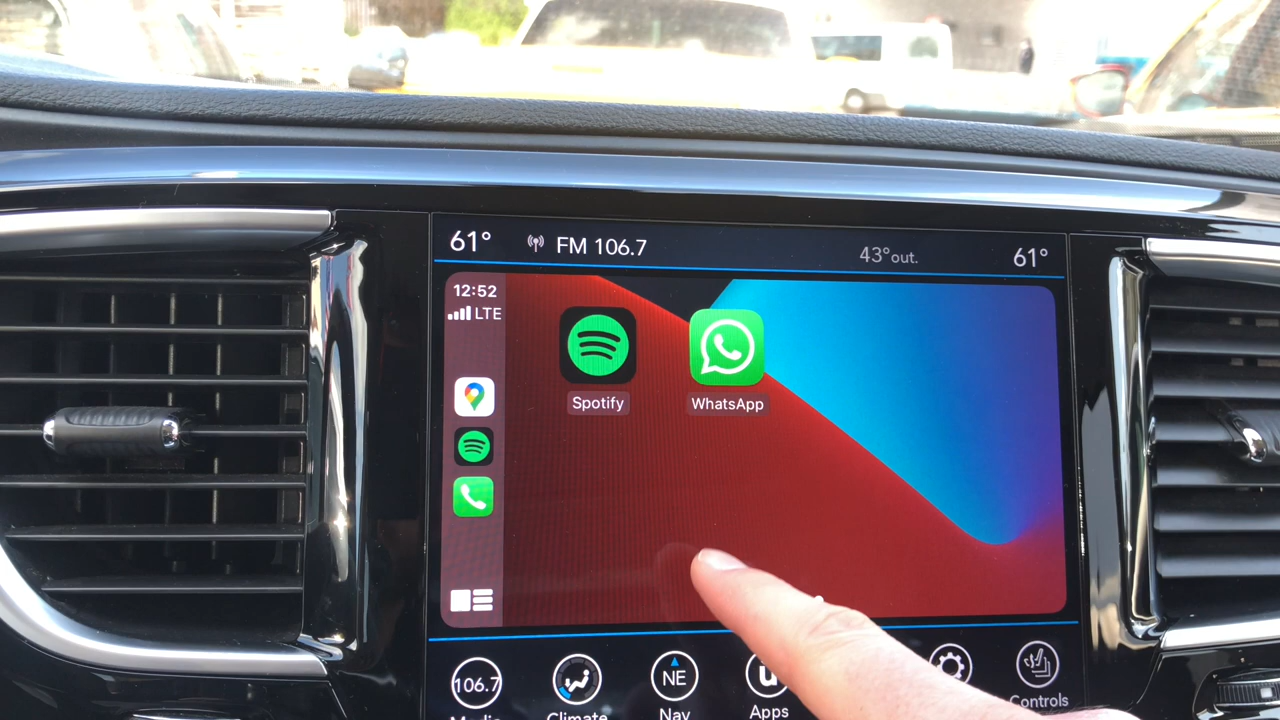 61° FM 106.7 43°out. 61°
12:52
LTE
Spotify WhatsApp
106.7 NE
Media Climate Nav Apps Controls